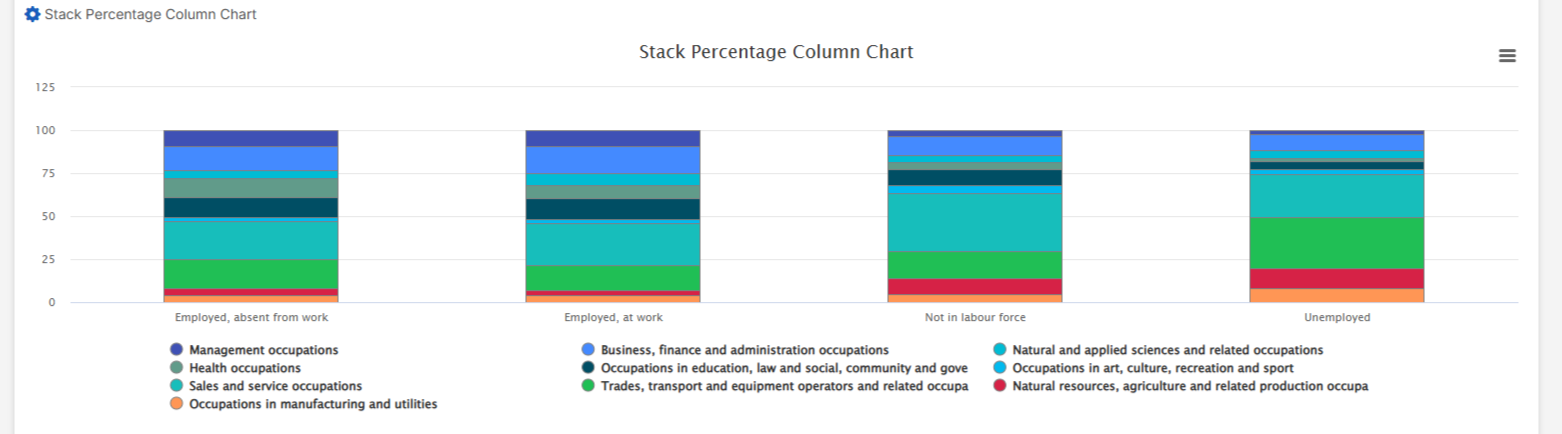 Stack Percentage Column Chart
Stack Percentage Column Chart
125
100
75
50
25
0
Employed, absent from work
Employed, at work
Not in labour force
Unemployed
Management occupations
Business, finance and administration occupations
Natural and applied sciences and related occupations
Health occupations
Occupations in education, law and social, community and gove
Occupations in art, culture, recreation and sport
Sales and service occupations
Trades, transport and equipment operators and related occupa
Natural resources, agriculture and related production occupa
Occupations in manufacturing and utilities